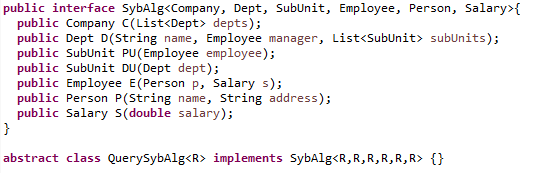 public interface SybAlg<Company, Dept, SubUnit, Employee, Person, Salary>{
  public Company C(List<Dept> depts);
  public Dept D(String name, Employee manager, List<SubUnit> subUnits);
  public SubUnit PU(Employee employee);
  public SubUnit DU(Dept dept);
  public Employee E(Person p, Salary s);
  public Person P(String name, String address);
  public Salary S(double salary);
}

abstract class QuerySybAlg<R> implements SybAlg<R,R,R,R,R,R> {}